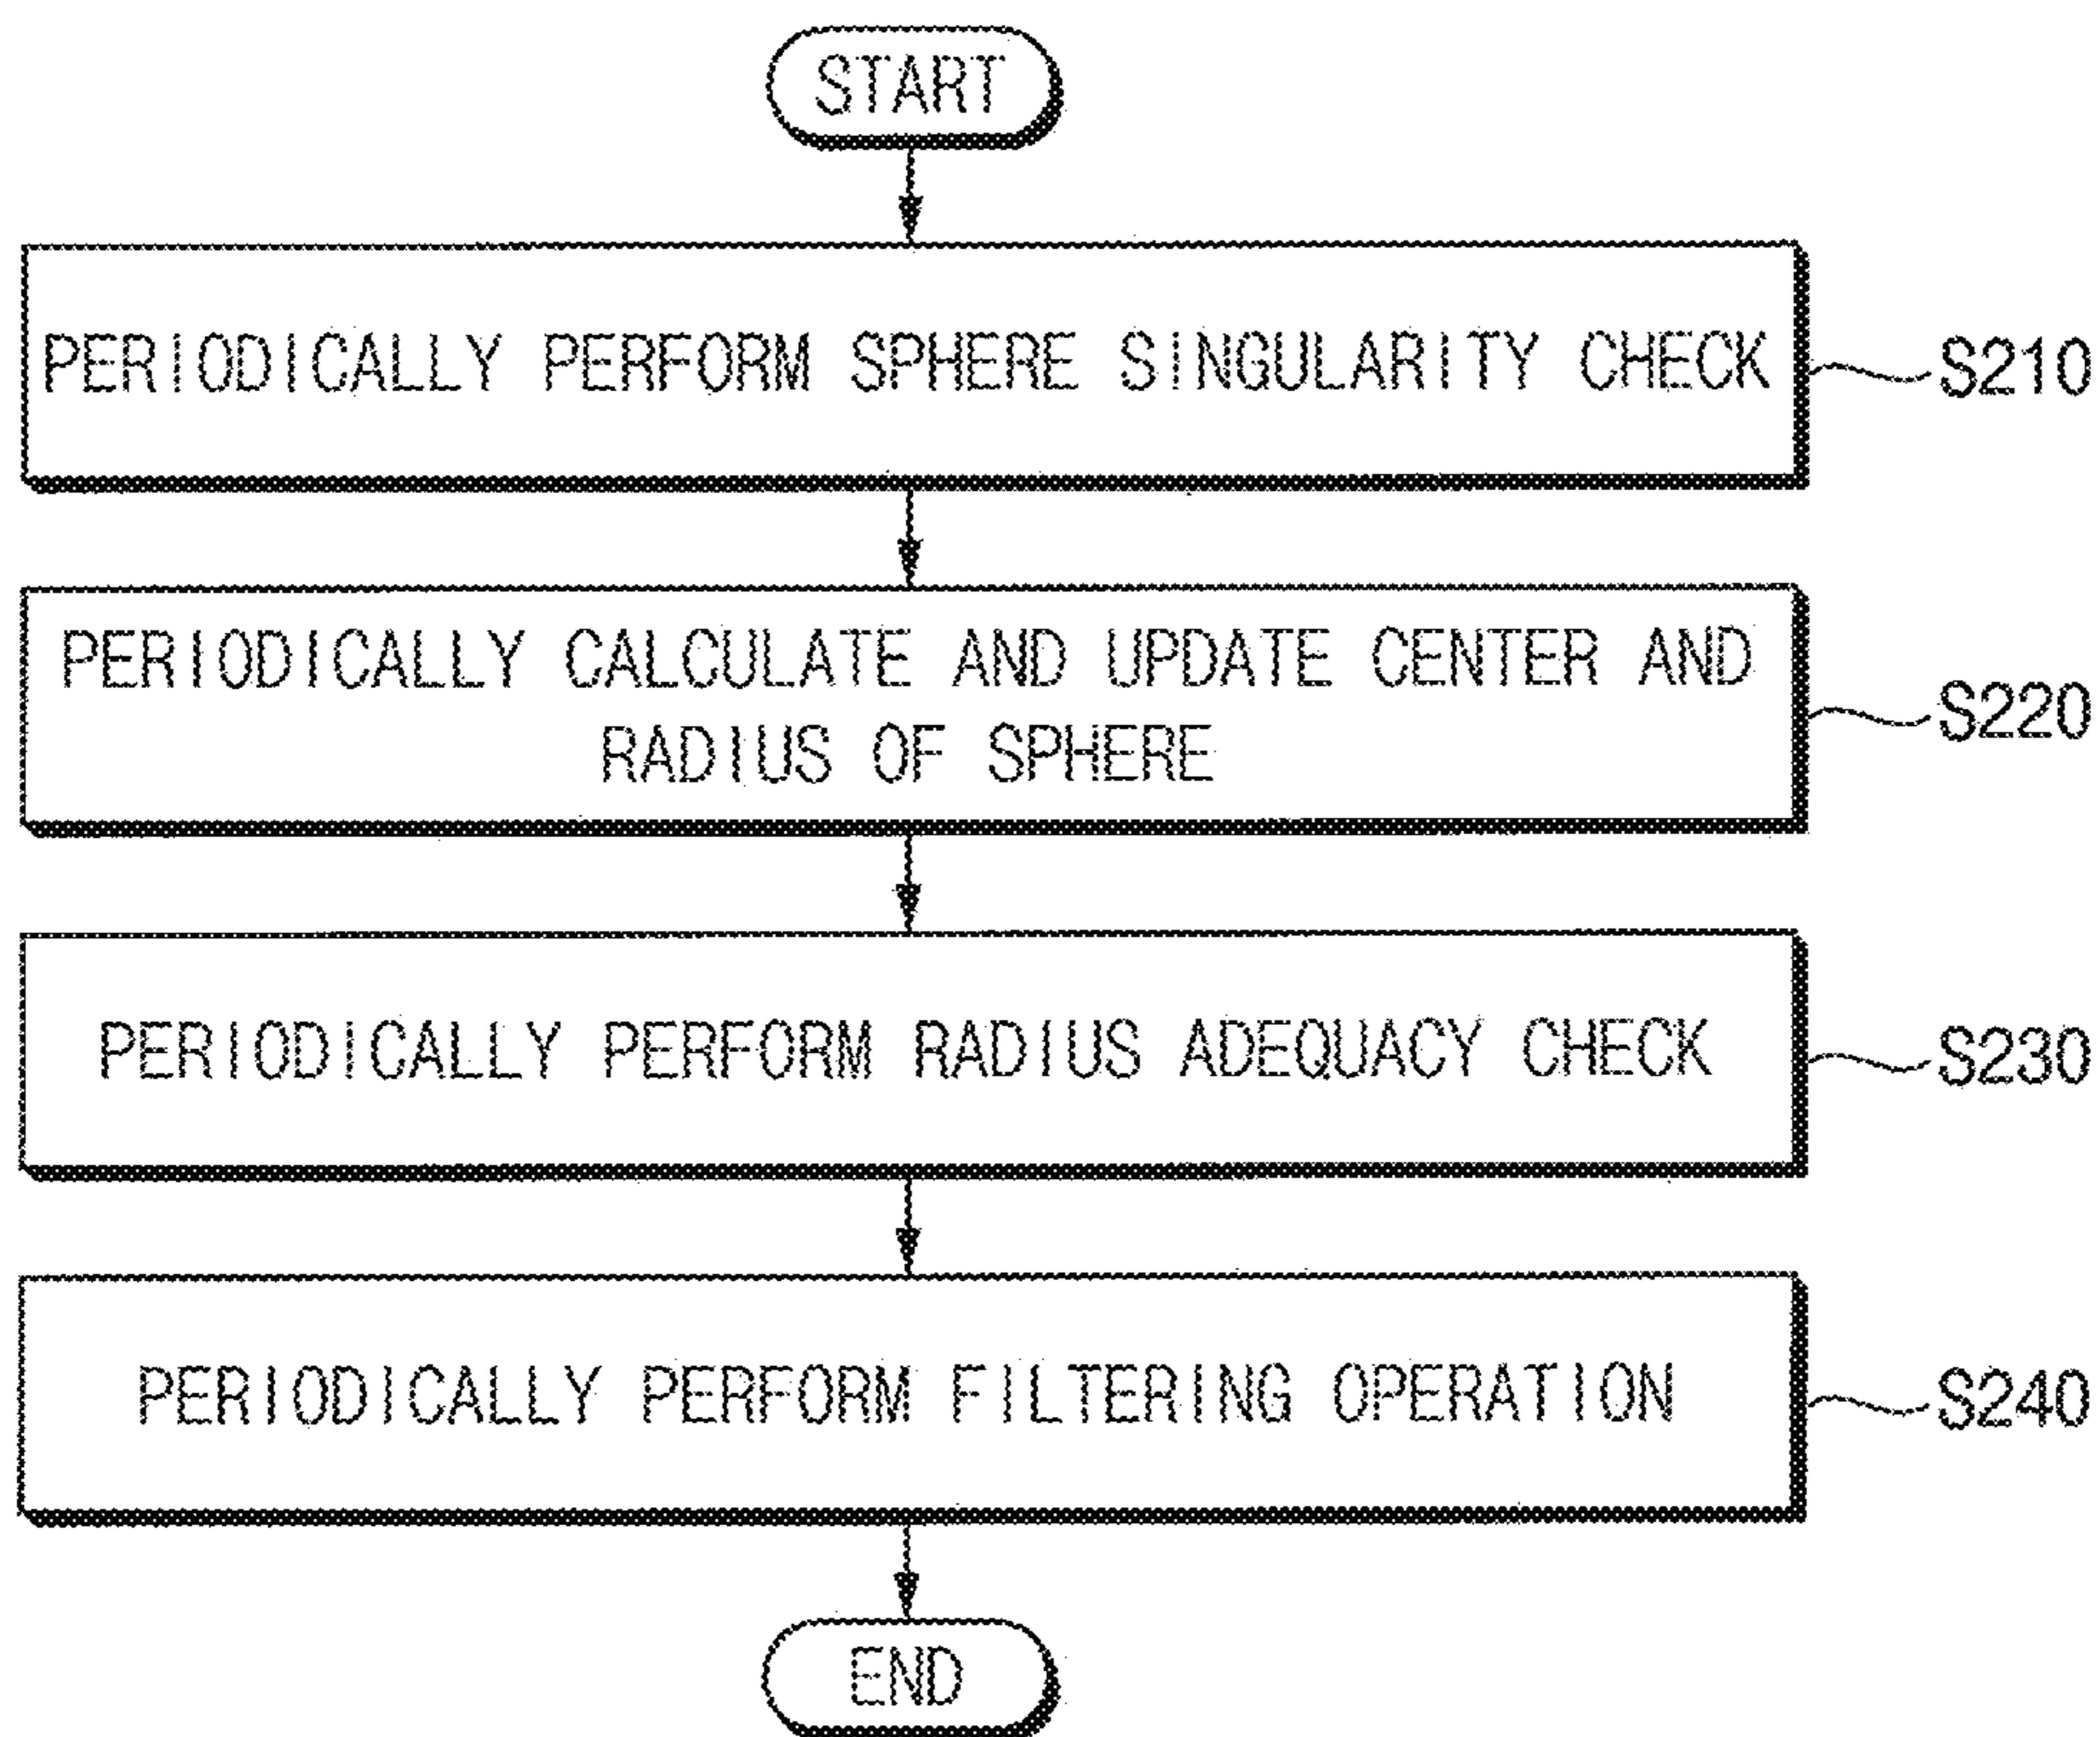 START
PERIODICALLY PERFORM SPHERE SINGULARITY CHECK
S210
PERIODICALLY CALCULATE AND UPDATE CENTER AND
RADIUS OF SPHERE
S220
PERIODICALLY PERFORM RADIUS ADEQUACY CHECK
S230
PERIODICALLY PERFORM FILTERING OPERATION
S240
END